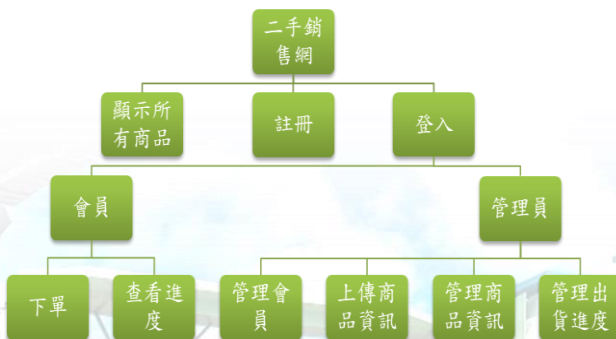 二手銷
售網
顯示所
有商品
註冊
登入
會員
管理員
下單
查看進
度
管理會
員
上傳商
品資訊
管理商
品資訊
管理出
貨進度